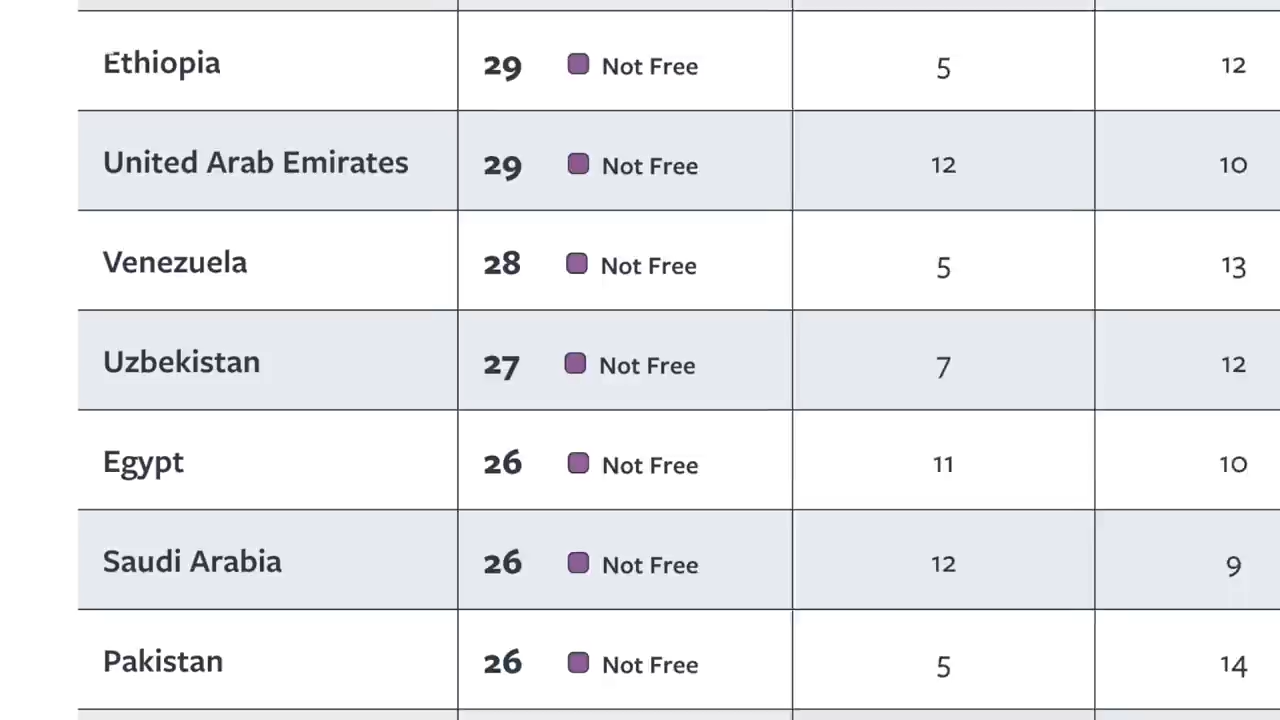 Ethiopia 29 Not Free 5 12
United Arab Emirates 29 Not Free 12 10
Venezuela 28 Not Free 5 13
Uzbekistan 27 Not Free 7 12
Egypt 26 Not Free 11 10
Saudi Arabia 26 Not Free 12 9
Pakistan 26 Not Free 5 14